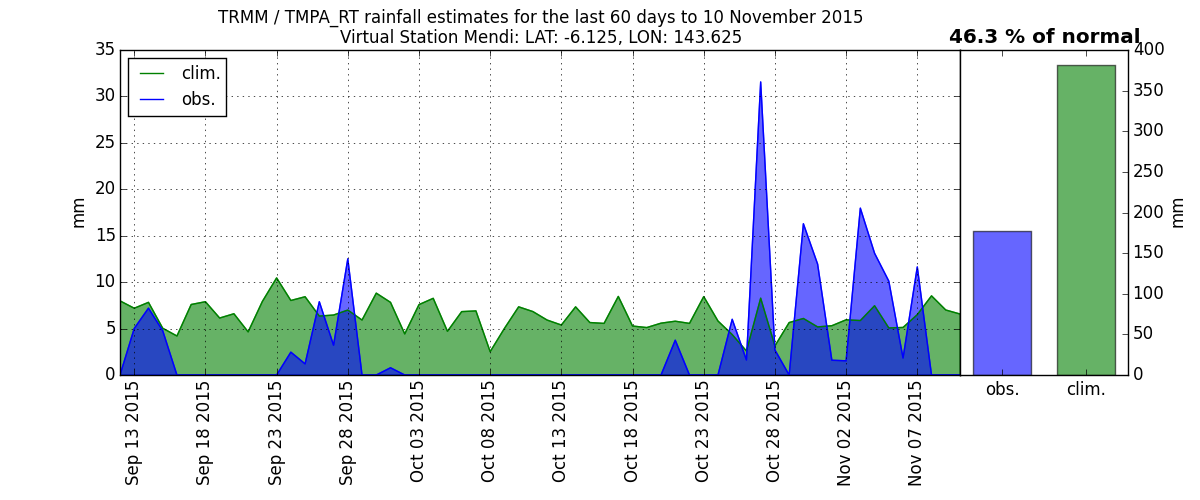 TRMM / TMPA_RT rainfall estimates for the last 60 days to 10 November 2015
Virtual Station Mendi: LAT: -6.125, LON: 143.625
46.3 % of normal
clim.
obs.
35
30
25
20
15
10
5
0
mm
Sep 13 2015
Sep 18 2015
Sep 23 2015
Sep 28 2015
Oct 03 2015
Oct 08 2015
Oct 13 2015
Oct 18 2015
Oct 23 2015
Oct 28 2015
Nov 02 2015
Nov 07 2015
obs.
clim.
400
350
300
250
200
150
100
50
0
mm